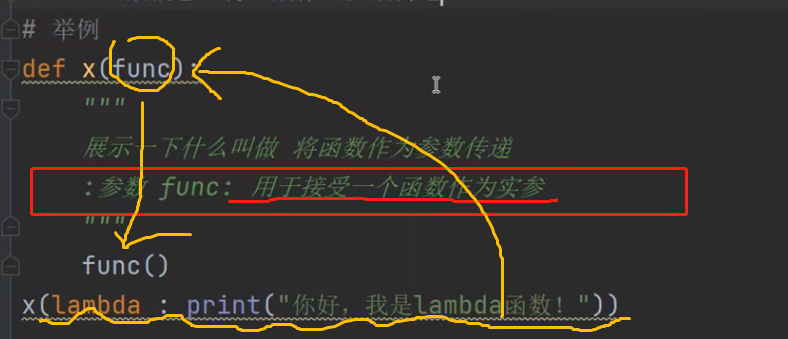 # 举例
def x(func):
"""
展示一下什么叫做 将函数作为参数传递
:参数 func: 用于接受一个函数作为实参
"""
func()
x(lambda : print("你好，我是lambda函数！"))